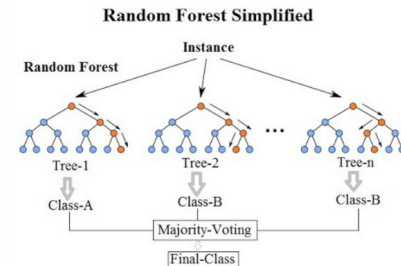 Random Forest Simplified
Instance
Random Forest
...
Tree-1
Tree-2
Tree-n
Class-A
Class-B
Class-B
Majority-Voting
Final-Class